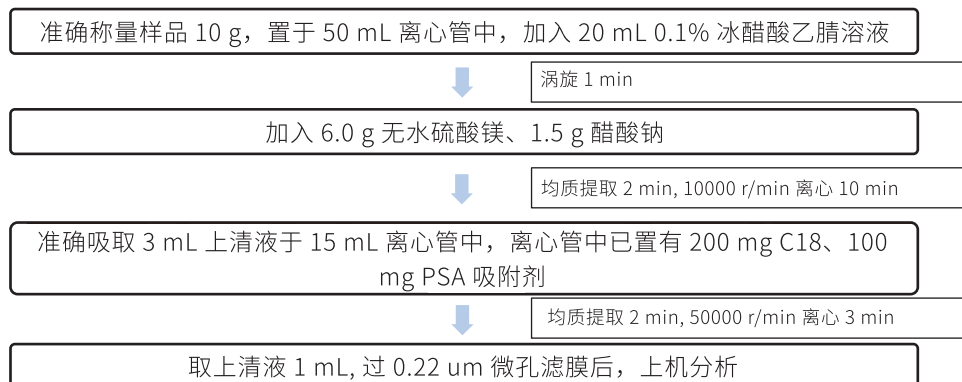 准确称量样品 10 g，置于 50 mL 离心管中，加入 20 mL 0.1% 冰醋酸乙腈溶液
涡旋 1 min
加入 6.0 g 无水硫酸镁、1.5 g 醋酸钠
均质提取 2 min, 10000 r/min 离心 10 min
准确吸取 3 mL 上清液于 15 mL 离心管中，离心管中已置有 200 mg C18、100
mg PSA 吸附剂
均质提取 2 min, 50000 r/min 离心 3 min
取上清液 1 mL, 过 0.22 um 微孔滤膜后，上机分析